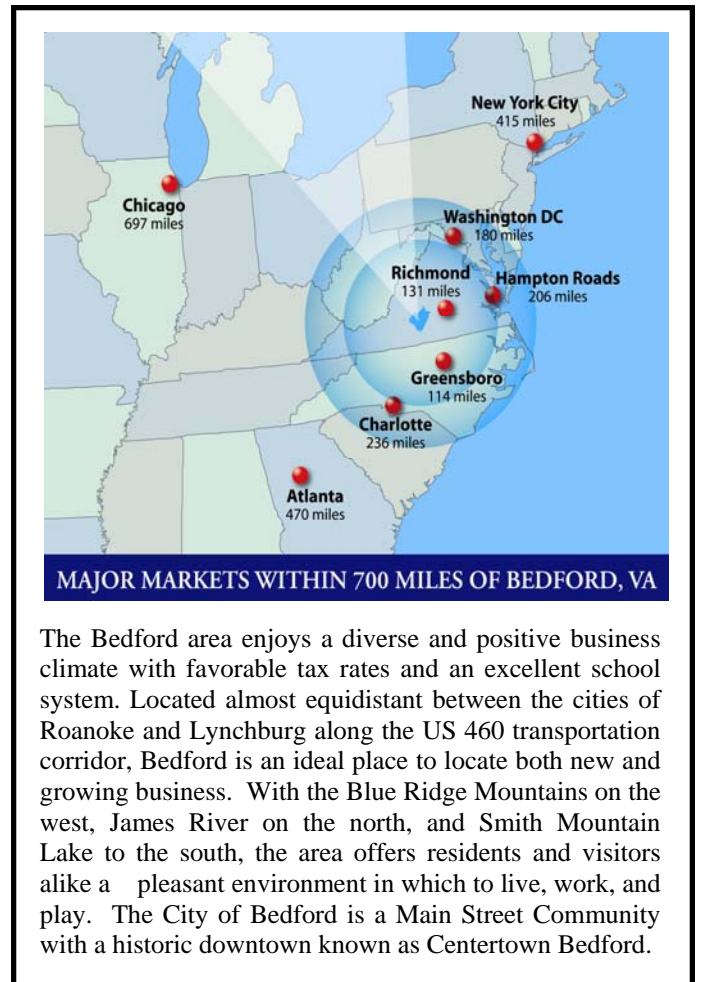 New York City
415 miles
Chicago
697 miles
Washington DC
180 miles
Richmond
131 miles
Hampton Roads
206 miles
Greensboro
114 miles
Charlotte
236 miles
Atlanta
470 miles
MAJOR MARKETS WITHIN 700 MILES OF BEDFORD, VA
The Bedford area enjoys a diverse and positive business
climate with favorable tax rates and an excellent school
system. Located almost equidistant between the cities of
Roanoke and Lynchburg along the US 460 transportation
corridor, Bedford is an ideal place to locate both new and
growing business. With the Blue Ridge Mountains on the
west, James River on the north, and Smith Mountain
Lake to the south, the area offers residents and visitors
alike a pleasant environment in which to live, work, and
play. The City of Bedford is a Main Street Community
with a historic downtown known as Centertown Bedford.